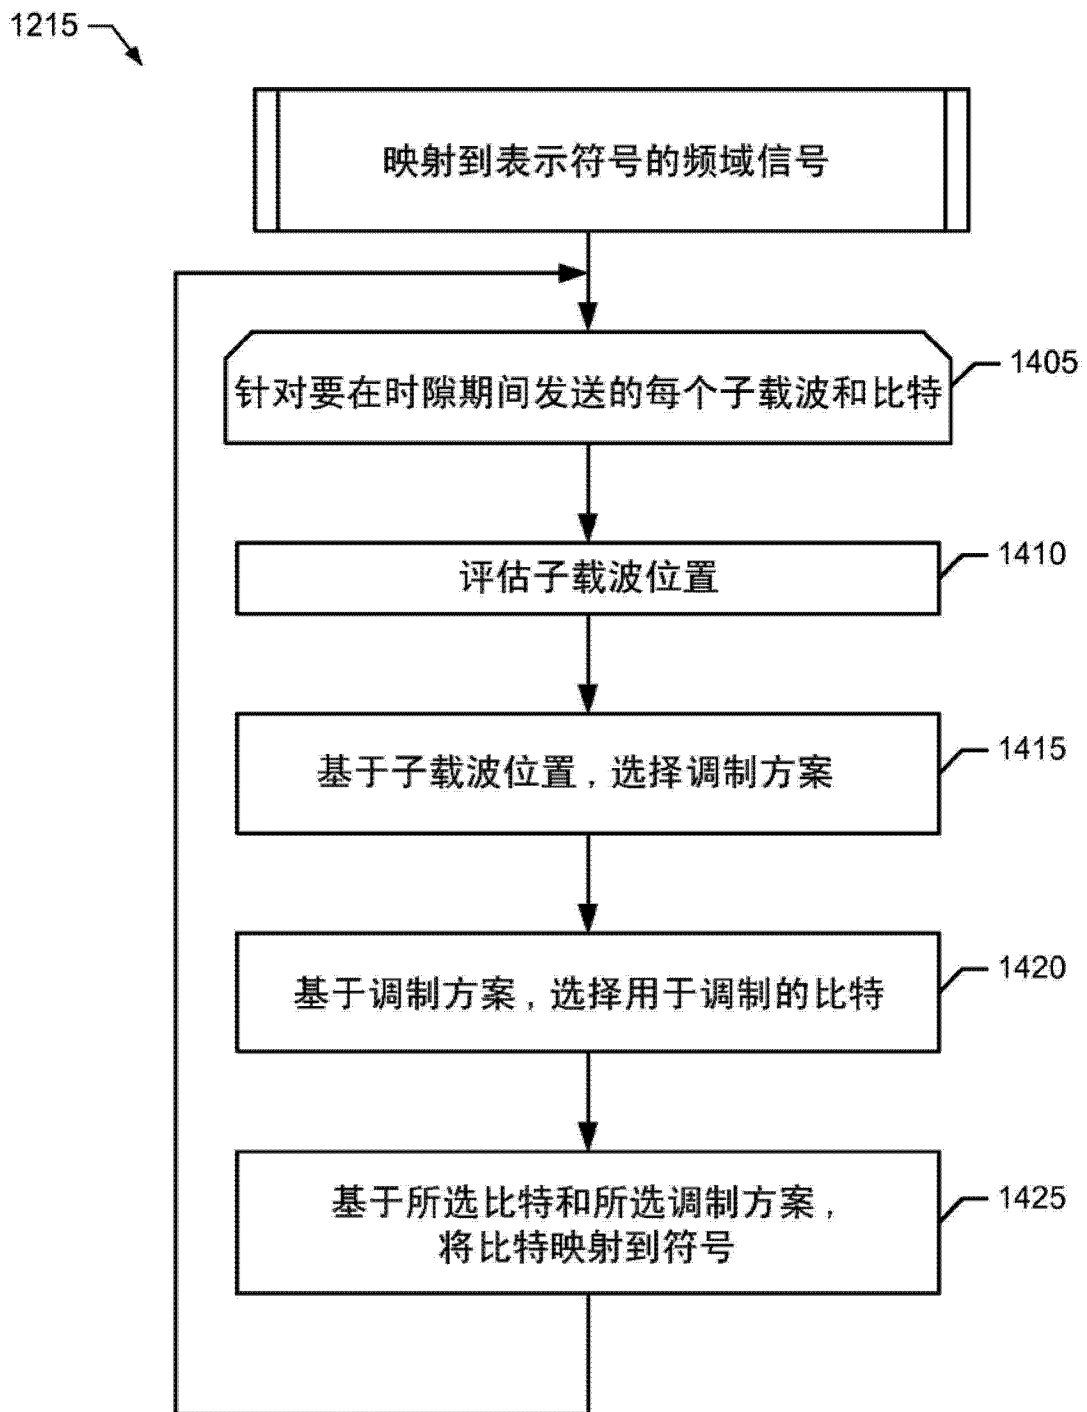 1215
映射到表示符号的频域信号
针对要在时隙期间发送的每个子载波和比特
1405
评估子载波位置
1410
基于子载波位置，选择调制方案
1415
基于调制方案，选择用于调制的比特
1420
基于所选比特和所选调制方案，
将比特映射到符号
1425